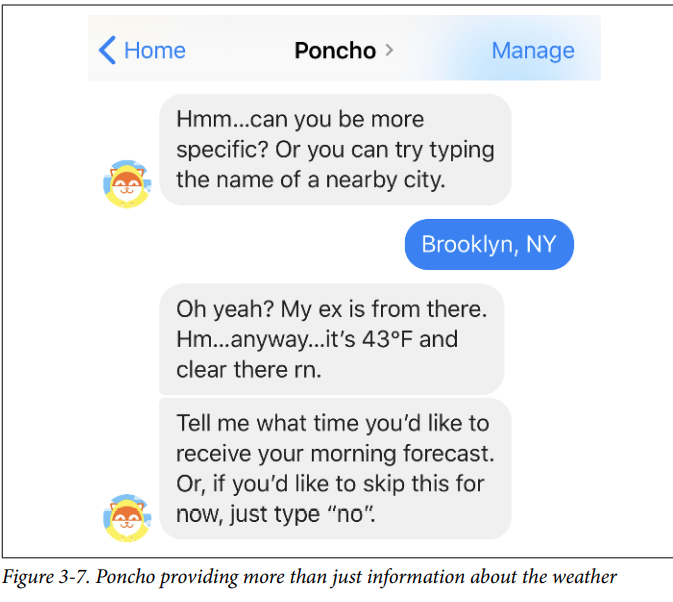 Home
Poncho
Manage
Hmm...can you be more
specific? Or you can try typing
the name of a nearby city.
Brooklyn, NY
Oh yeah? My ex is from there.
Hm...anyway...it’s 43°F and
clear there rn.
Tell me what time you’d like to
receive your morning forecast.
Or, if you’d like to skip this for
now, just type “no”.
Figure 3-7. Poncho providing more than just information about the weather